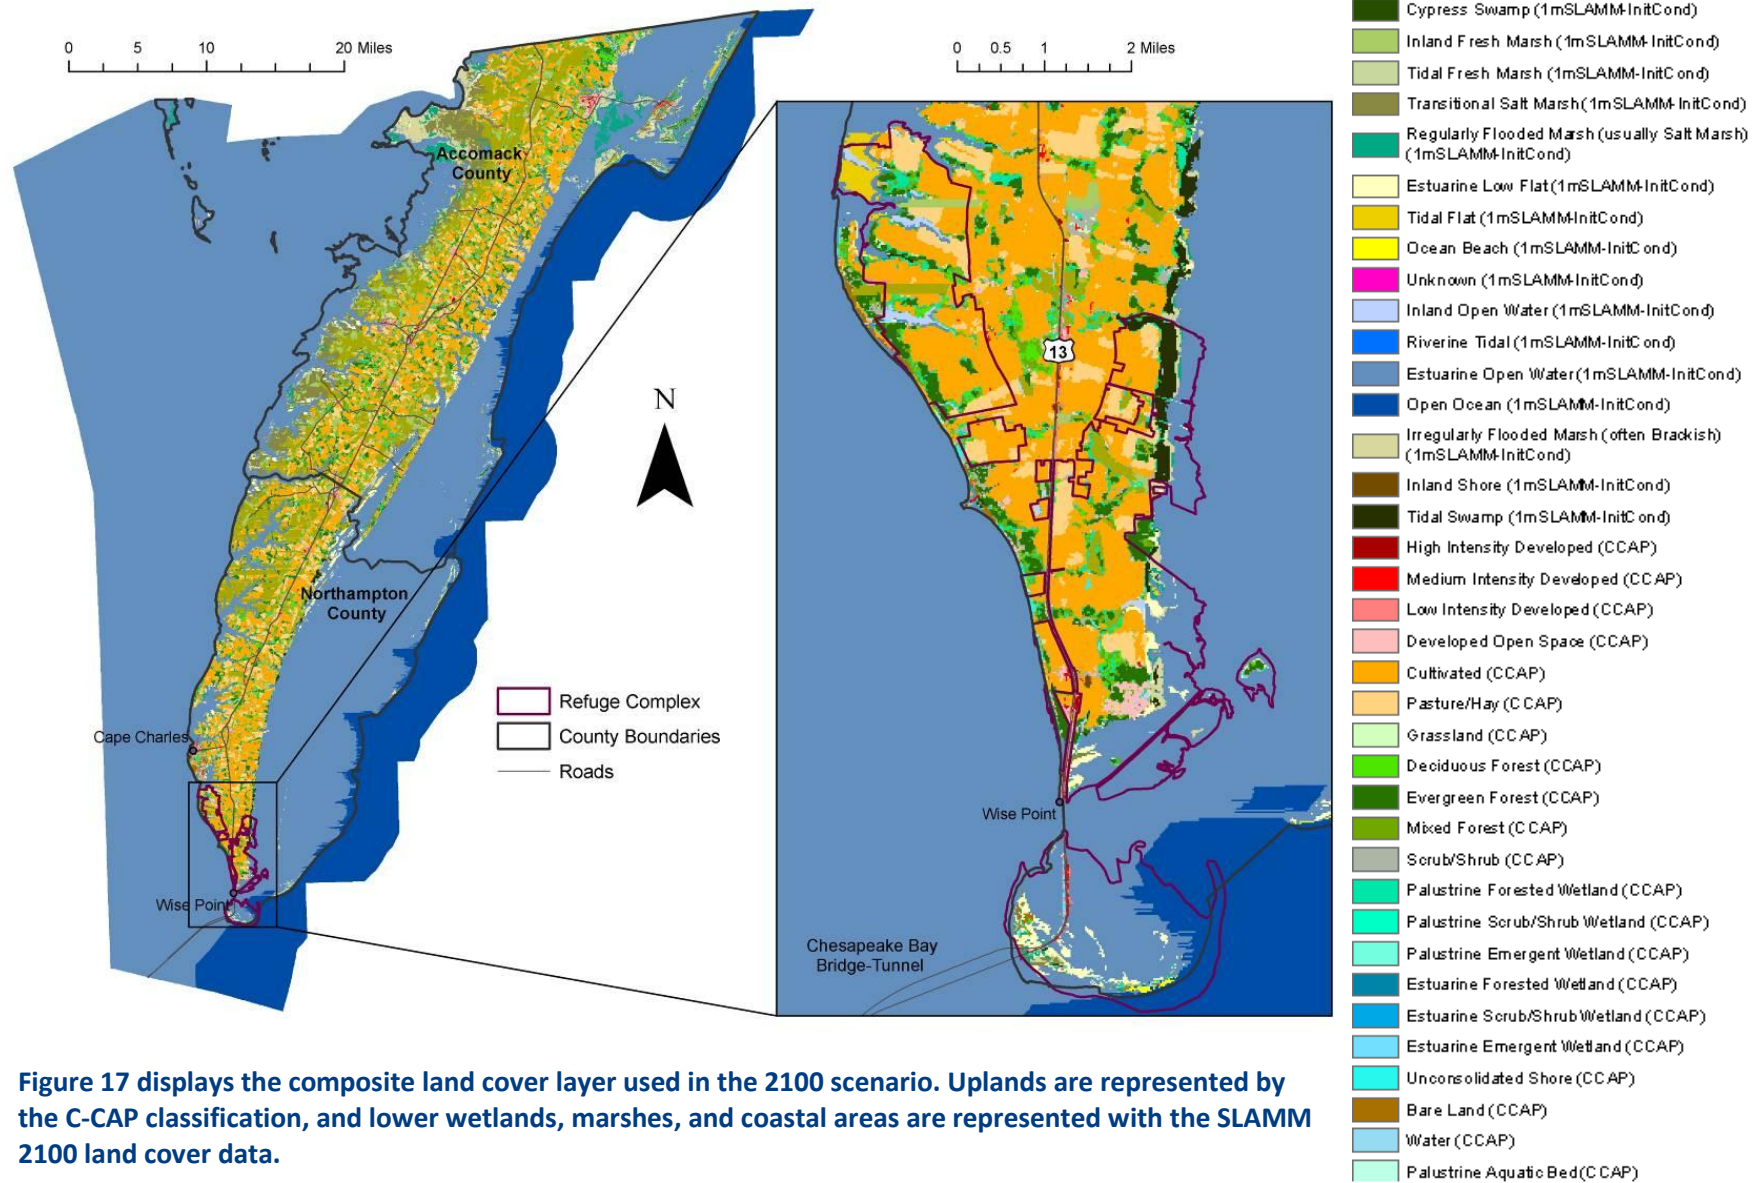 0 5 10 20 Miles
0 0.5 1 2 Miles
Accomack
County
N
13
Northampton
County
Refuge Complex
County Boundaries
Roads
Cape Charles
Wise Point
Wise Point
Chesapeake Bay
Bridge-Tunnel
Cypress Swamp (1mSLAMM-InitCond)
Inland Fresh Marsh (1mSLAMM-InitCond)
Tidal Fresh Marsh (1mSLAMM-InitCond)
Transitional Salt Marsh (1mSLAMM-InitCond)
Regularly Flooded Marsh (usually Salt Marsh)
(1mSLAMM-InitCond)
Estuarine Low Flat (1mSLAMM-InitCond)
Tidal Flat (1mSLAMM-InitCond)
Ocean Beach (1mSLAMM-InitCond)
Unknown (1mSLAMM-InitCond)
Inland Open Water (1mSLAMM-InitCond)
Riverine Tidal (1mSLAMM-InitCond)
Estuarine Open Water (1mSLAMM-InitCond)
Open Ocean (1mSLAMM-InitCond)
Irregularly Flooded Marsh (often Brackish)
(1mSLAMM-InitCond)
Inland Shore (1mSLAMM-InitCond)
Tidal Swamp (1mSLAMM-InitCond)
High Intensity Developed (CCAP)
Medium Intensity Developed (CCAP)
Low Intensity Developed (CCAP)
Developed Open Space (CCAP)
Cultivated (CCAP)
Pasture/Hay (CCAP)
Grassland (CCAP)
Deciduous Forest (CCAP)
Evergreen Forest (CCAP)
Mixed Forest (CCAP)
Scrub/Shrub (CCAP)
Palustrine Forested Wetland (CCAP)
Palustrine Scrub/Shrub Wetland (CCAP)
Palustrine Emergent Wetland (CCAP)
Estuarine Forested Wetland (CCAP)
Estuarine Scrub/Shrub Wetland (CCAP)
Estuarine Emergent Wetland (CCAP)
Unconsolidated Shore (CCAP)
Bare Land (CCAP)
Water (CCAP)
Palustrine Aquatic Bed (CCAP)
Figure 17 displays the composite land cover layer used in the 2100 scenario. Uplands are represented by
the C-CAP classification, and lower wetlands, marshes, and coastal areas are represented with the SLAMM
2100 land cover data.